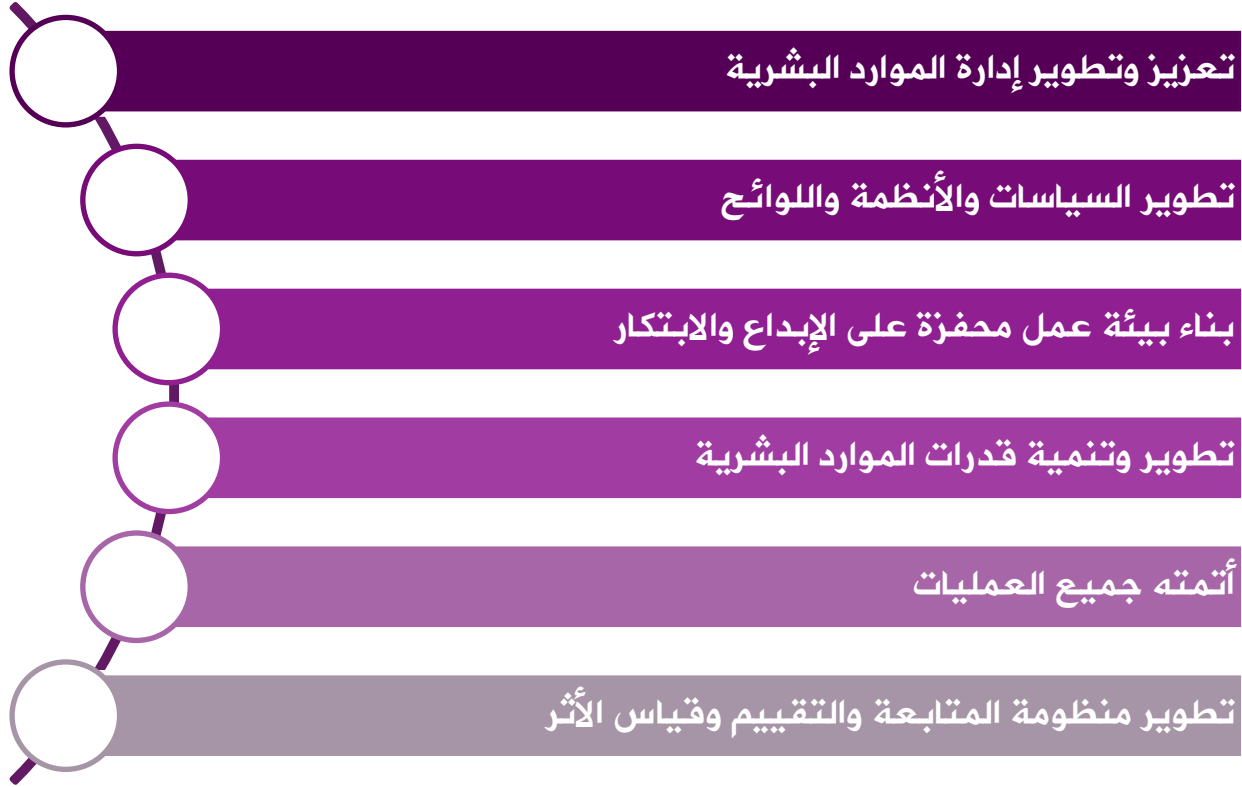 تعزيز وتطوير إدارة الموارد البشرية
تطوير السياسات والأنظمة واللوائح
بناء بيئة عمل محفزة على الإبداع والابتكار
تطوير وتنمية قدرات الموارد البشرية
أتمته جميع العمليات
تطوير منظومة المتابعة والتقييم وقياس الأثر